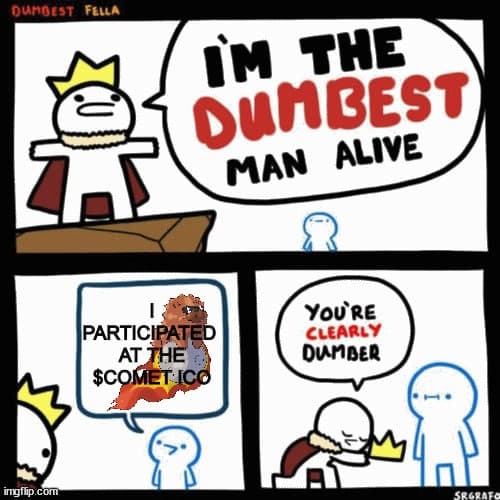 DUMBEST FELLA
I'M THE
DUMBEST
MAN ALIVE
I
PARTICIPATED
AT THE
$COMET ICO
YOU'RE
CLEARLY
DUMBER
imgflip.com
SRGRAFO